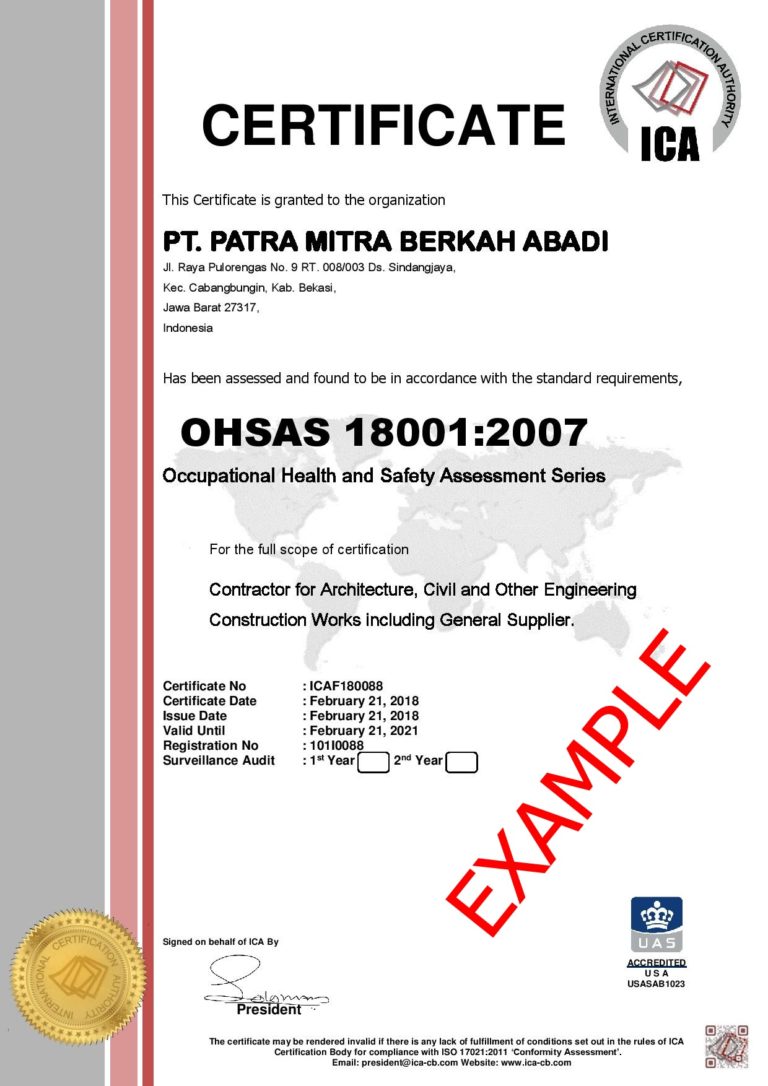 INTERNATIONAL CERTIFICATION AUTHORITY
ICA
CERTIFICATE
This Certificate is granted to the organization
PT. PATRA MITRA BERKAH ABADI
Jl. Raya Pulorengas No. 9 RT. 008/003 Ds. Sindangjaya,
Kec. Cabangbungin, Kab. Bekasi,
Jawa Barat 27317,
Indonesia
Has been assessed and found to be in accordance with the standard requirements,
OHSAS 18001:2007
Occupational Health and Safety Assessment Series
For the full scope of certification
Contractor for Architecture, Civil and Other Engineering
Construction Works including General Supplier.
Certificate No : ICAF180088
Certificate Date : February 21, 2018
Issue Date : February 21, 2018
Valid Until : February 21, 2021
Registration No : 101I0088
Surveillance Audit : 1st Year 2nd Year
EXAMPLE
INTERNATIONAL CERTIFICATION AUTHORITY
Signed on behalf of ICA By
Solomon
President
UAS
ACCREDITED
U S A
USASAB1023
The certificate may be rendered invalid if there is any lack of fulfillment of conditions set out in the rules of ICA
Certification Body for compliance with ISO 17021:2011 ‘Conformity Assessment’.
Email: president@ica-cb.com Website: www.ica-cb.com